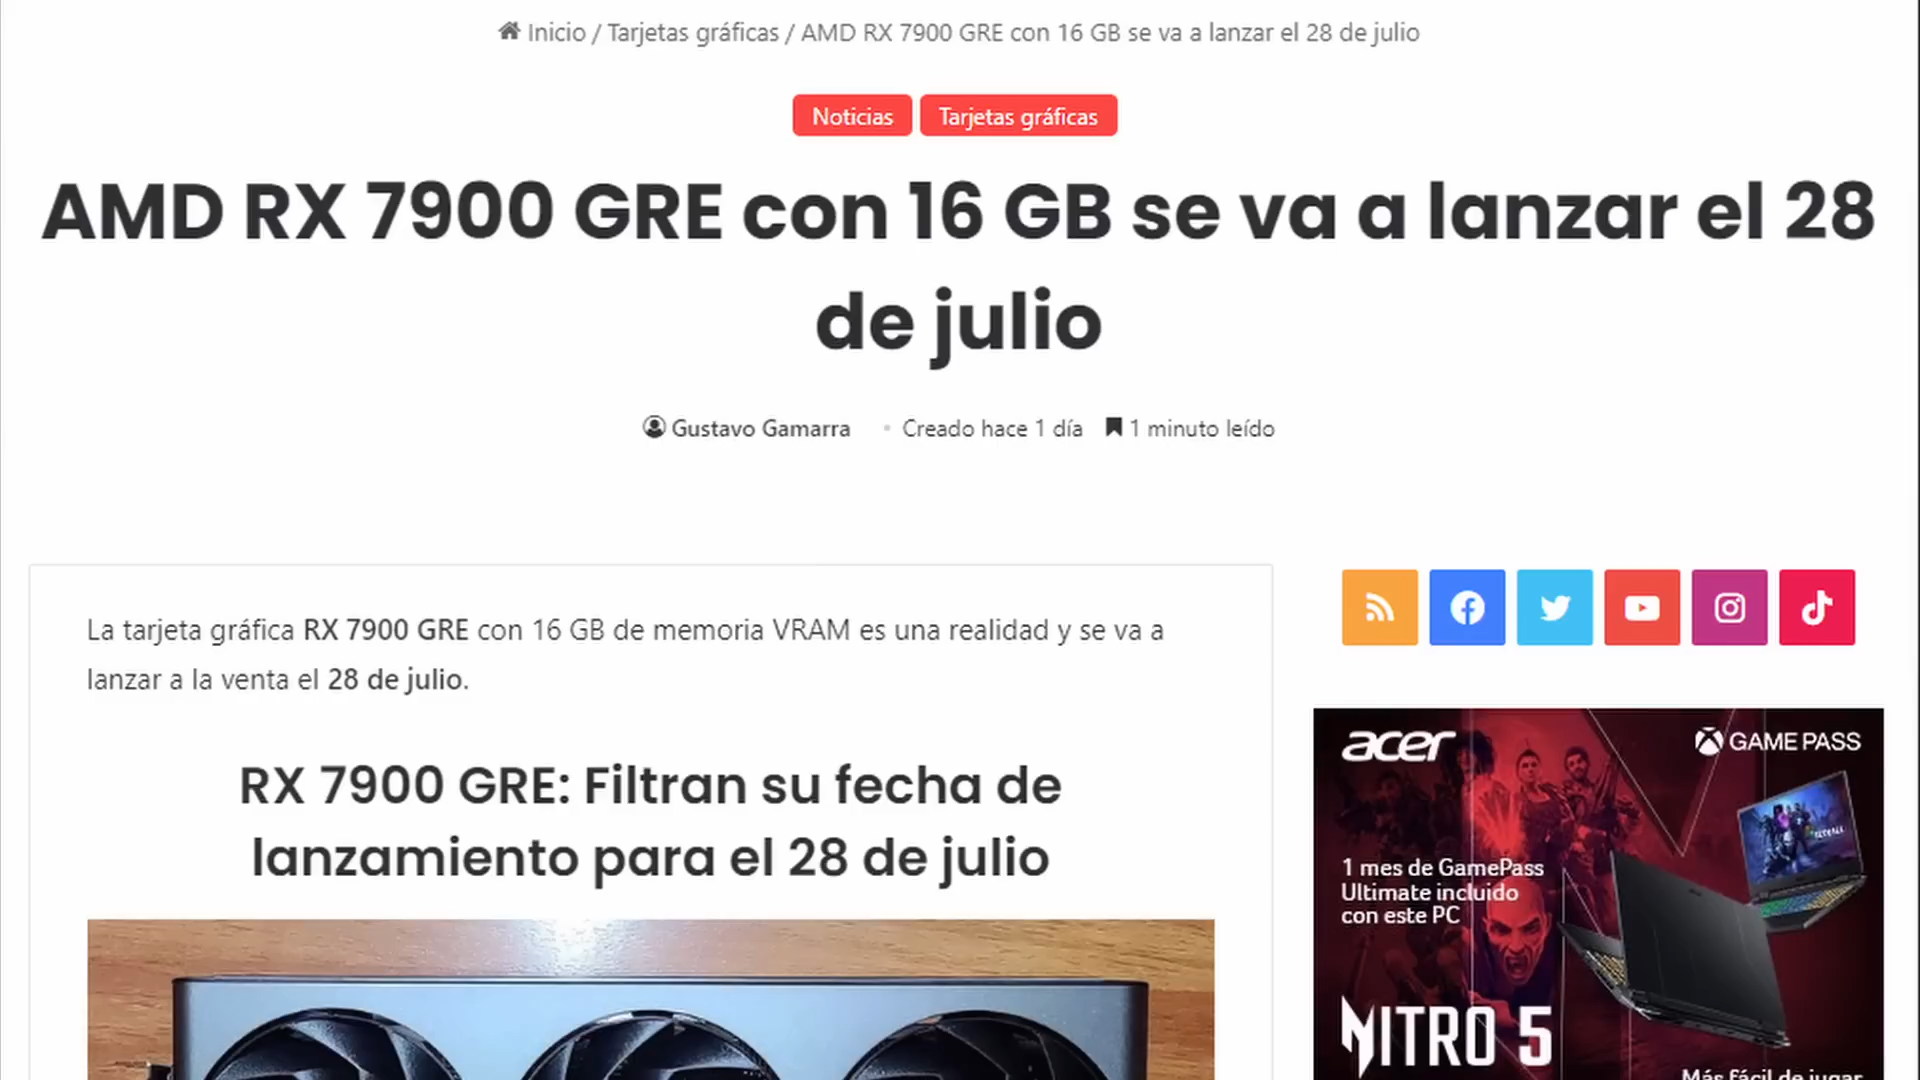 Inicio / Tarjetas gráficas / AMD RX 7900 GRE con 16 GB se va a lanzar el 28 de julio
Noticias Tarjetas gráficas
AMD RX 7900 GRE con 16 GB se va a lanzar el 28
de julio
Gustavo Gamarra • Creado hace 1 día 1 minuto leído
La tarjeta gráfica RX 7900 GRE con 16 GB de memoria VRAM es una realidad y se va a
lanzar a la venta el 28 de julio.
RX 7900 GRE: Filtran su fecha de
lanzamiento para el 28 de julio
acer
GAME PASS
1 mes de GamePass
Ultimate incluido
con este PC
NITRO 5
Más fácil de jugar